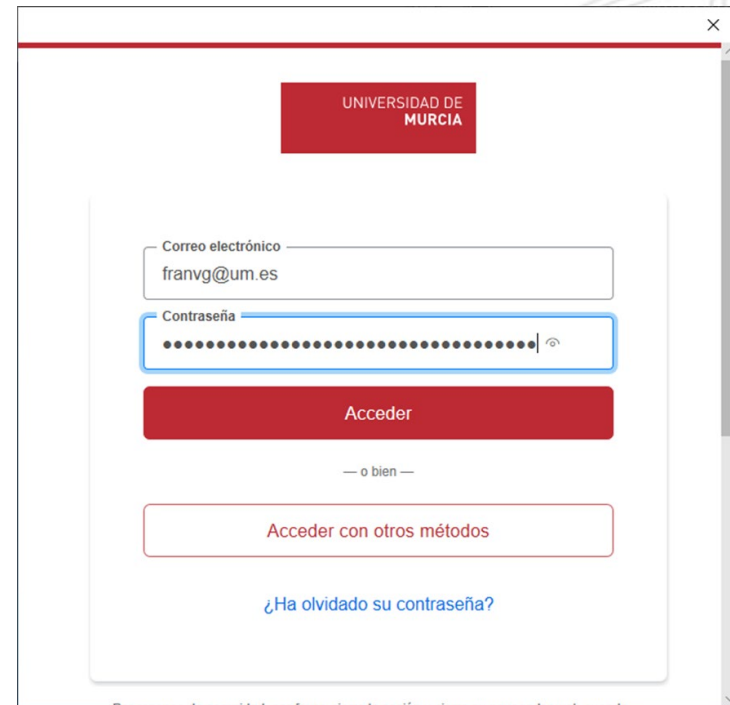 UNIVERSIDAD DE
MURCIA
Correo electrónico
franvg@um.es
Contraseña
●●●●●●●●●●●●●●●●●●●●●●●●●●●●●●●●●●●
Acceder
— o bien —
Acceder con otros métodos
¿Ha olvidado su contraseña?